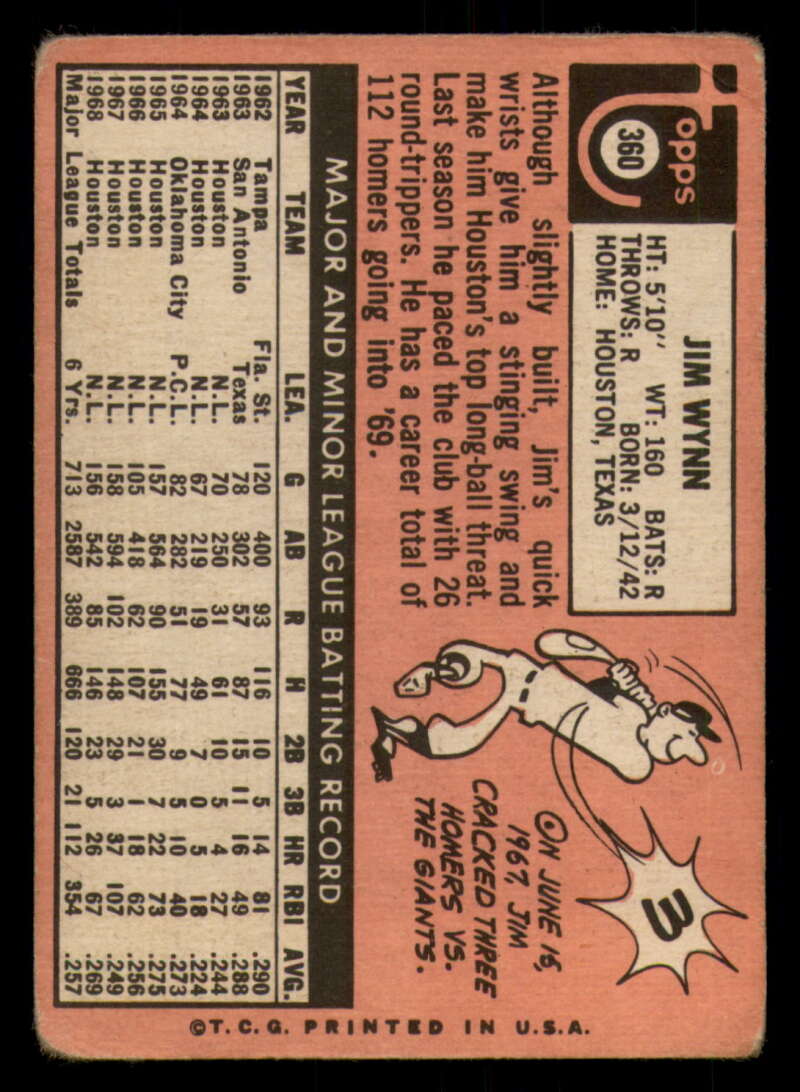 Topps
360
JIM WYNN
HT: 5'10" WT: 160 BATS: R
THROWS: R BORN: 3/12/42
HOME: HOUSTON, TEXAS
Although slightly built, Jim's quick
wrists give him a stinging swing and
make him Houston's top long-ball threat.
Last season he paced the club with 26
round-trippers. He has a career total of
112 homers going into '69.
3
ON JUNE 15,
1967, JIM
CRACKED THREE
HOMERS VS.
THE GIANTS.
MAJOR AND MINOR LEAGUE BATTING RECORD
YEAR TEAM LEA. G AB R H 2B 3B HR RBI AVG.
1962 Tampa Fla. St. 120 400 93 116 10 5 14 81 .290
1963 San Antonio Texas 78 302 57 87 15 11 16 49 .288
1963 Houston N.L. 70 250 31 61 10 5 4 27 .244
1964 Houston N.L. 67 219 19 49 7 0 5 18 .224
1964 Oklahoma City P.C.L. 82 282 51 77 9 5 10 40 .273
1965 Houston N.L. 157 564 90 155 30 7 22 73 .275
1966 Houston N.L. 105 418 62 107 21 1 18 62 .256
1967 Houston N.L. 158 594 102 148 29 3 37 107 .249
1968 Houston N.L. 156 542 85 146 23 5 26 67 .269
Major League Totals 6 Yrs. 713 2587 389 666 120 21 112 354 .257
©T.C.G. PRINTED IN U.S.A.